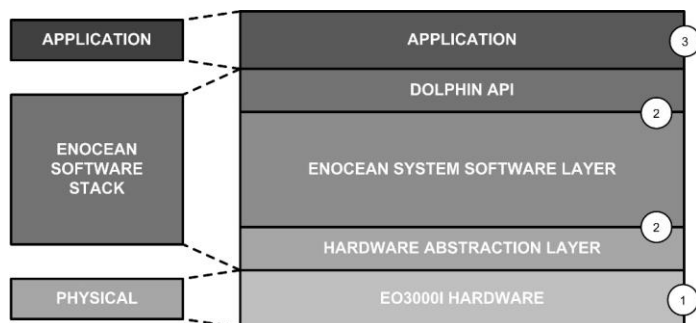 APPLICATION
ENOCEAN
SOFTWARE
STACK
PHYSICAL
APPLICATION
3
DOLPHIN API
2
ENOCEAN SYSTEM SOFTWARE LAYER
2
HARDWARE ABSTRACTION LAYER
EO3000I HARDWARE
1